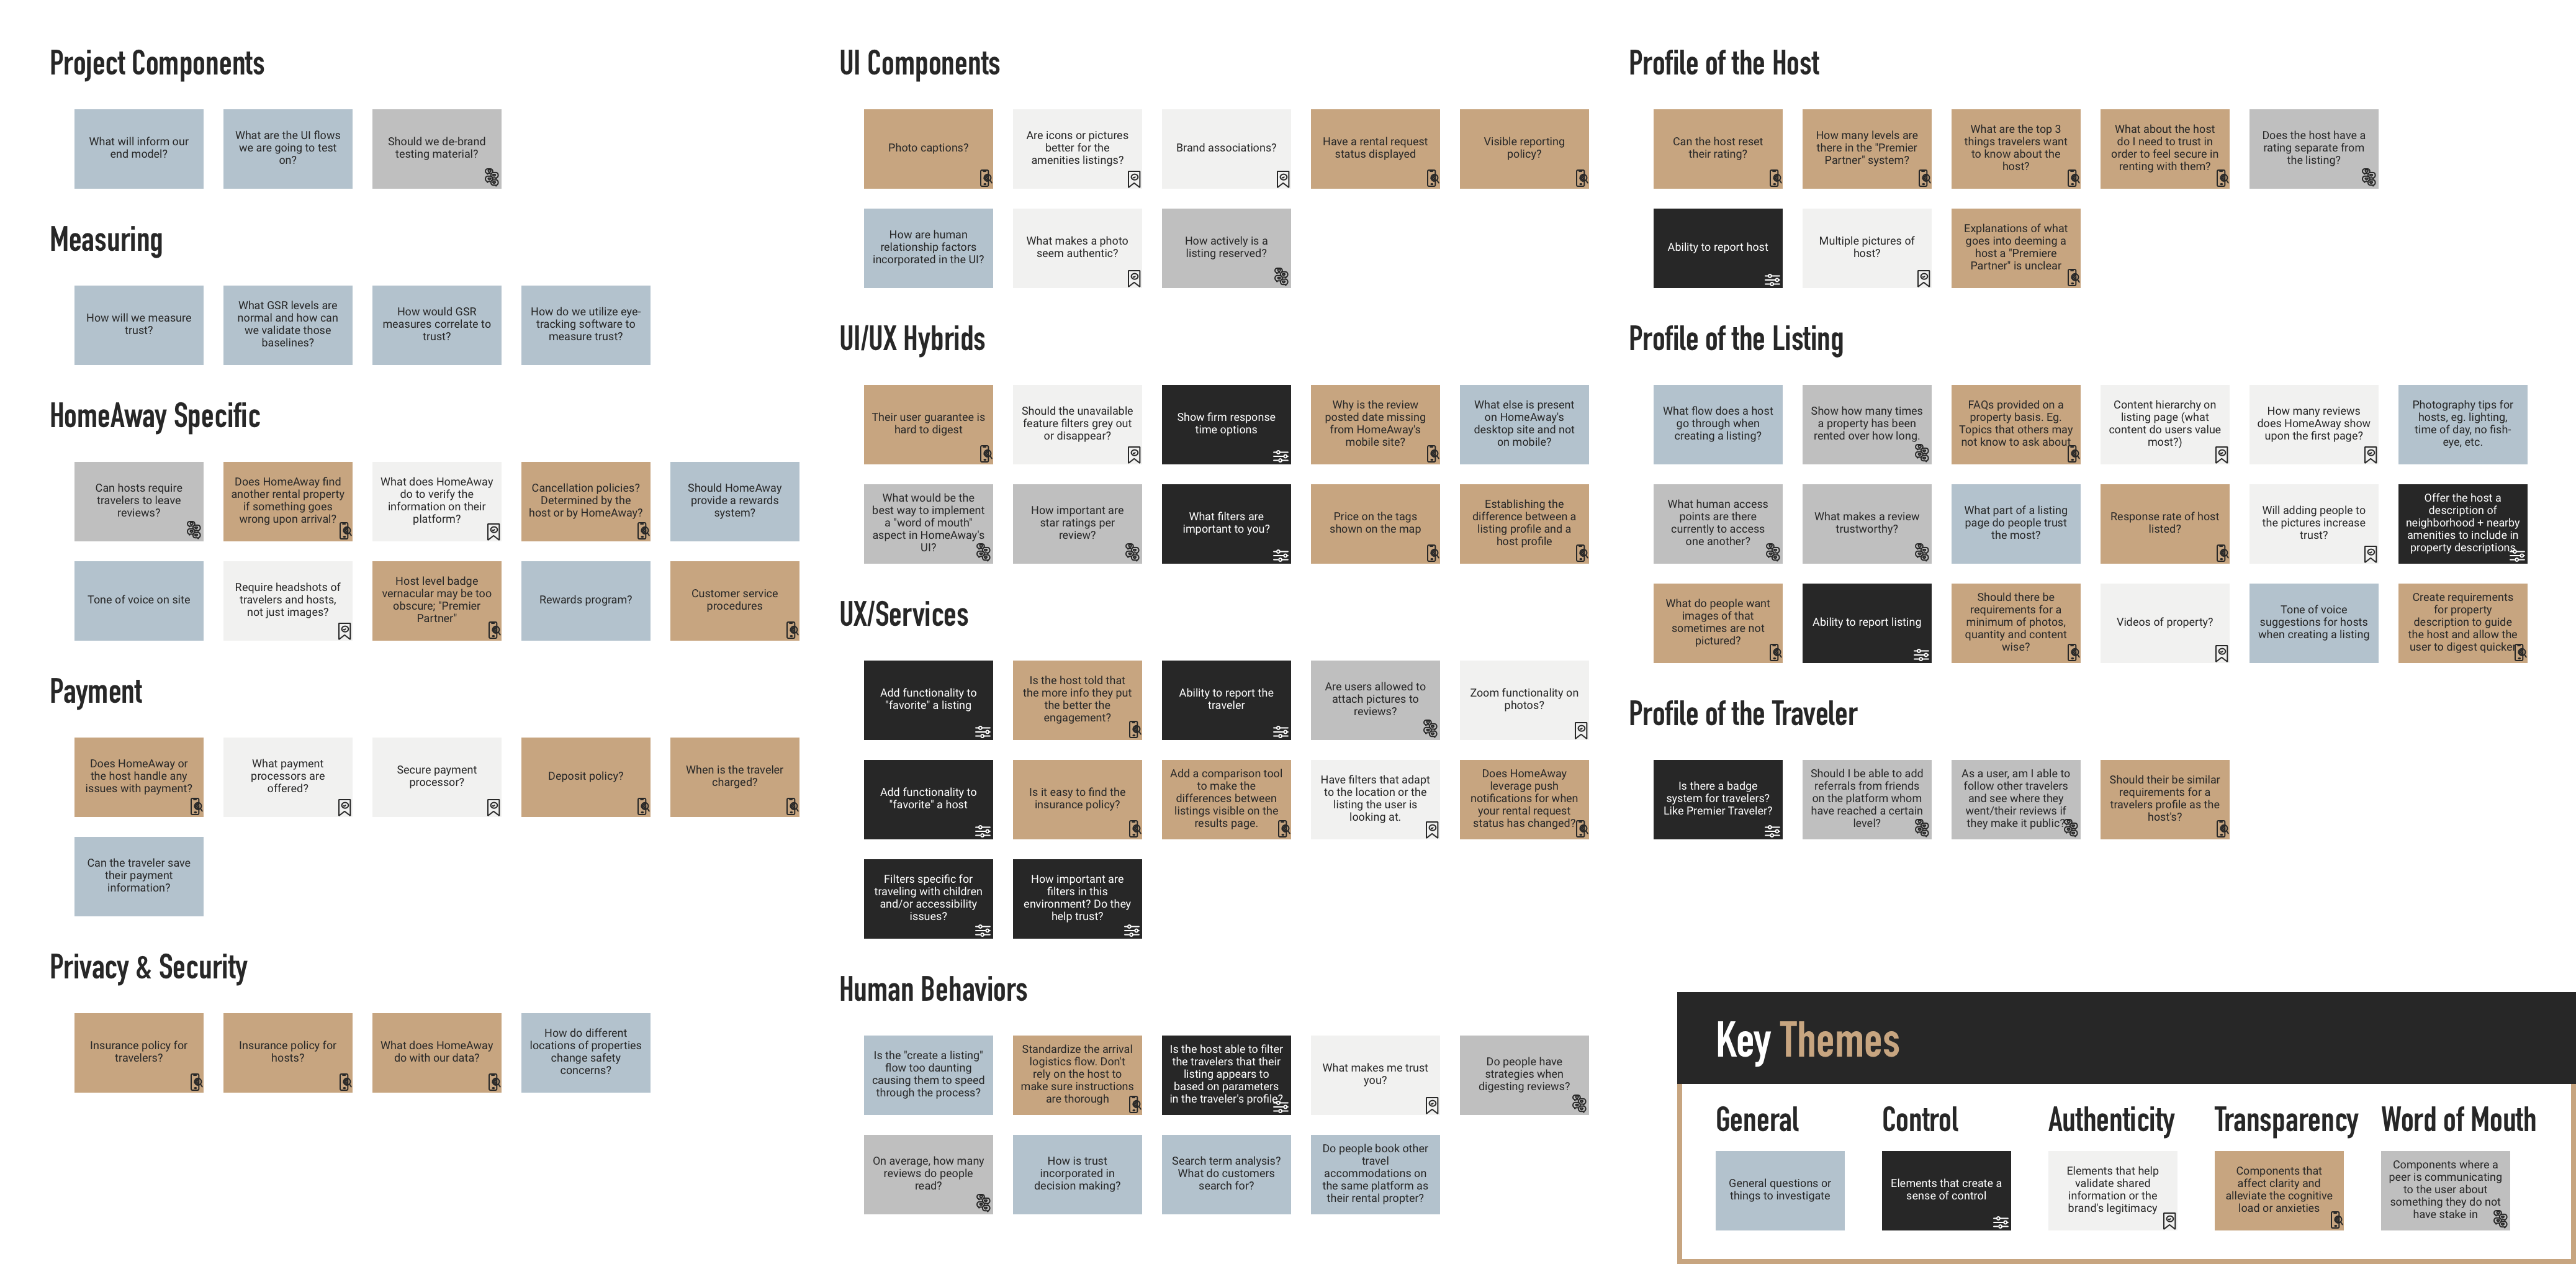 Project Components
What will inform our
end model?
What are the UI flows
we are going to test
on?
Should we de-brand
testing material?
Measuring
How will we measure
trust?
What GSR levels are
normal and how can
we validate those
baselines?
How would GSR
measures correlate to
trust?
How do we utilize eye-
tracking software to
measure trust?
HomeAway Specific
Can hosts require
travelers to leave
reviews?
Does HomeAway find
another rental property
if something goes
wrong upon arrival?
What does HomeAway
do to verify the
information on their
platform?
Cancellation policies?
Determined by the
host or by HomeAway?
Should HomeAway
provide a rewards
system?
Tone of voice on site
Require headshots of
travelers and hosts,
not just images?
Host level badge
vernacular may be too
obscure; "Premier
Partner"
Rewards program?
Customer service
procedures
Payment
Does HomeAway or
the host handle any
issues with payment?
What payment
processors are
offered?
Secure payment
processor?
Deposit policy?
When is the traveler
charged?
Can the traveler save
their payment
information?
Privacy & Security
Insurance policy for
travelers?
Insurance policy for
hosts?
What does HomeAway
do with our data?
How do different
locations of properties
change safety
concerns?
UI Components
Photo captions?
Are icons or pictures
better for the
amenities listings?
Brand associations?
Have a rental request
status displayed
Visible reporting
policy?
How are human
relationship factors
incorporated in the UI?
What makes a photo
seem authentic?
How actively is a
listing reserved?
UI/UX Hybrids
Their user guarantee is
hard to digest
Should the unavailable
feature filters grey out
or disappear?
Show firm response
time options
Why is the review
posted date missing
from HomeAway's
mobile site?
What else is present
on HomeAway's
desktop site and not
on mobile?
What would be the
best way to implement
a "word of mouth"
aspect in HomeAway's
UI?
How important are
star ratings per
review?
What filters are
important to you?
Price on the tags
shown on the map
Establishing the
difference between a
listing profile and a
host profile
UX/Services
Add functionality to
"favorite" a listing
Is the host told that
the more info they put
the better the
engagement?
Ability to report the
traveler
Are users allowed to
attach pictures to
reviews?
Zoom functionality on
photos?
Add functionality to
"favorite" a host
Is it easy to find the
insurance policy?
Add a comparison tool
to make the
differences between
listings visible on the
results page.
Have filters that adapt
to the location or the
listing the user is
looking at.
Does HomeAway
leverage push
notifications for when
your rental request
status has changed?
Filters specific for
traveling with children
and/or accessibility
issues?
How important are
filters in this
environment? Do they
help trust?
Human Behaviors
Is the "create a listing"
flow too daunting
causing them to speed
through the process?
Standardize the arrival
logistics flow. Don't
rely on the host to
make sure instructions
are thorough
Is the host able to filter
the travelers that their
listing appears to
based on parameters
in the traveler's profile?
What makes me trust
you?
Do people have
strategies when
digesting reviews?
On average, how many
reviews do people
read?
How is trust
incorporated in
decision making?
Search term analysis?
What do customers
search for?
Do people book other
travel
accommodations on
the same platform as
their rental propter?
Profile of the Host
Can the host reset
their rating?
How many levels are
there in the "Premier
Partner" system?
What are the top 3
things travelers want
to know about the
host?
What about the host
do I need to trust in
order to feel secure in
renting with them?
Does the host have a
rating separate from
the listing?
Ability to report host
Multiple pictures of
host?
Explanations of what
goes into deeming a
host a "Premiere
Partner" is unclear
Profile of the Listing
What flow does a host
go through when
creating a listing?
Show how many times
a property has been
rented over how long.
FAQs provided on a
property basis. Eg.
Topics that others may
not know to ask about.
Content hierarchy on
listing page (what
content do users value
most?)
How many reviews
does HomeAway show
upon the first page?
Photography tips for
hosts, eg. lighting,
time of day, no fish-
eye, etc.
What human access
points are there
currently to access
one another?
What makes a review
trustworthy?
What part of a listing
page do people trust
the most?
Response rate of host
listed?
Will adding people to
the pictures increase
trust?
Offer the host a
description of
neighborhood + nearby
amenities to include in
property descriptions
What do people want
images of that
sometimes are not
pictured?
Ability to report listing
Should there be
requirements for a
minimum of photos,
quantity and content
wise?
Videos of property?
Tone of voice
suggestions for hosts
when creating a listing
Create requirements
for property
description to guide
the host and allow the
user to digest quicker
Profile of the Traveler
Is there a badge
system for travelers?
Like Premier Traveler?
Should I be able to add
referrals from friends
on the platform whom
have reached a certain
level?
As a user, am I able to
follow other travelers
and see where they
went/their reviews if
they make it public?
Should their be similar
requirements for a
travelers profile as the
host's?
Key Themes
General
General questions or
things to investigate
Control
Elements that create a
sense of control
Authenticity
Elements that help
validate shared
information or the
brand's legitimacy
Transparency
Components that
affect clarity and
alleviate the cognitive
load or anxieties
Word of Mouth
Components where a
peer is communicating
to the user about
something they do not
have stake in